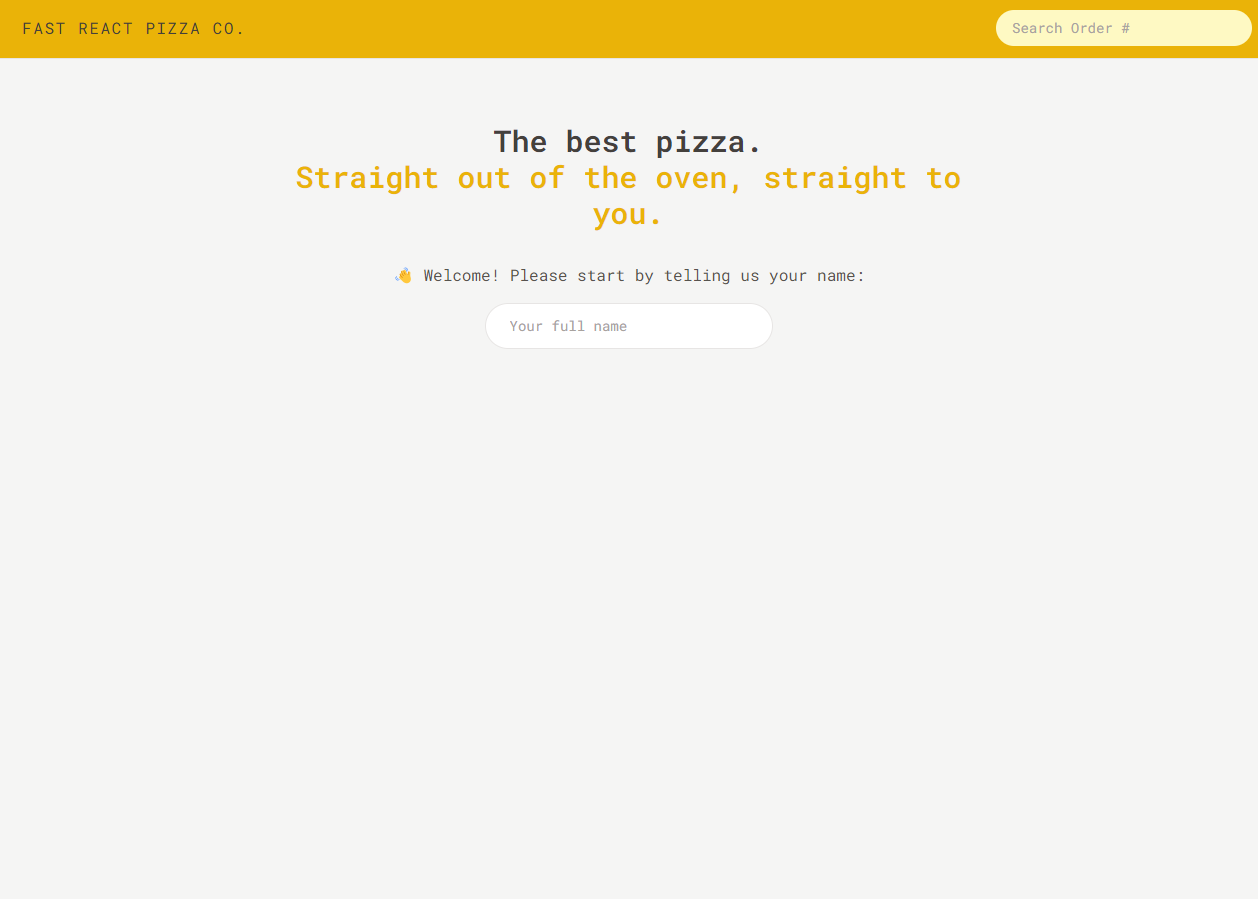 FAST REACT PIZZA CO.
Search Order #
The best pizza.
Straight out of the oven, straight to
you.
👋 Welcome! Please start by telling us your name:
Your full name